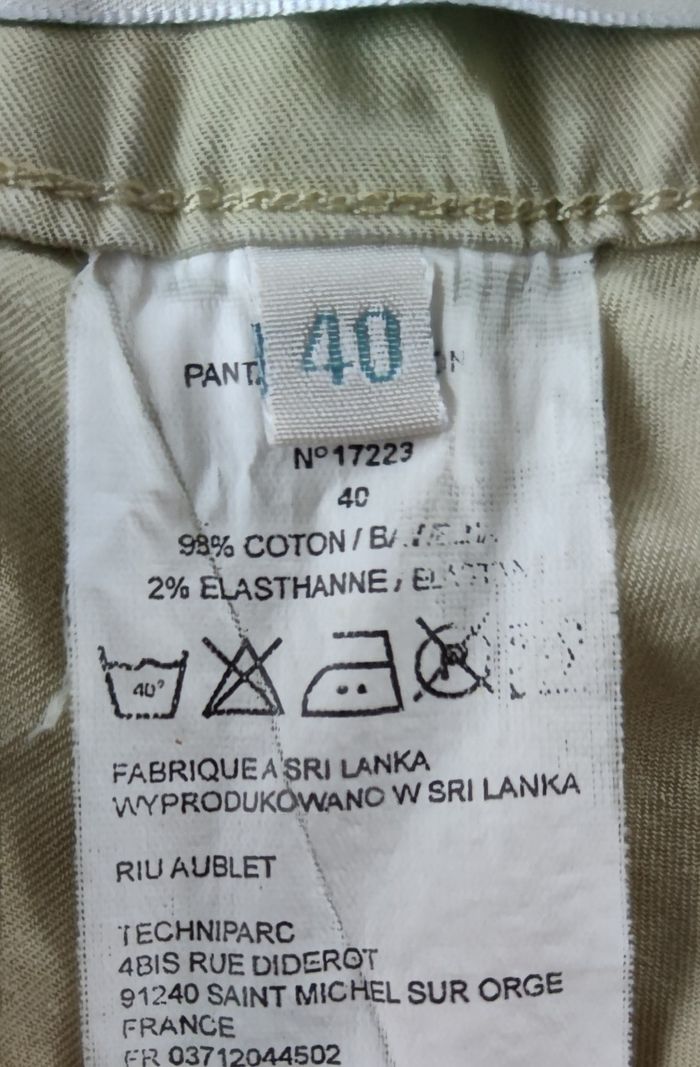 40
N°17223
40
98% COTON /
2% ELASTHANNE /
40°
FABRIQUE A SRI LANKA
WYPRODUKOWANO W SRI LANKA
RIU AUBLET
TECHNIPARC
4BIS RUE DIDEROT
91240 SAINT MICHEL SUR ORGE
FRANCE
FR 03712044502